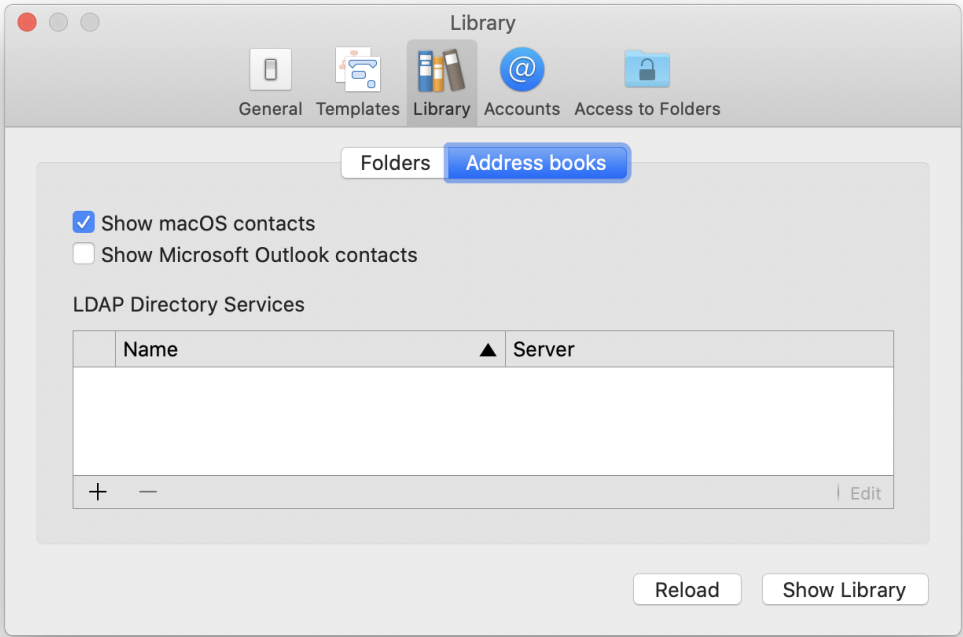 Library
General Templates Library Accounts Access to Folders
Folders Address books
Show macOS contacts
Show Microsoft Outlook contacts
LDAP Directory Services
Name Server
Edit
Reload Show Library